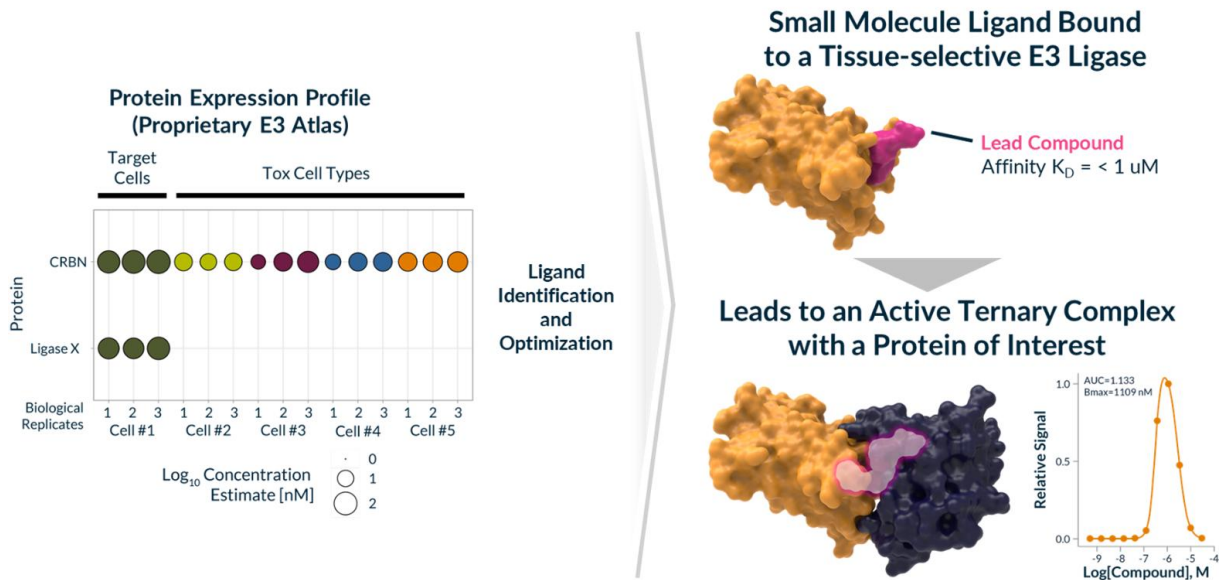 Protein Expression Profile
(Proprietary E3 Atlas)
Target
Cells
Tox Cell Types
Protein
CRBN
Ligase X
Biological
Replicates
1 2 3 1 2 3 1 2 3 1 2 3 1 2 3
Cell #1 Cell #2 Cell #3 Cell #4 Cell #5
Log₁₀ Concentration
Estimate [nM]
0
1
2
Ligand
Identification
and
Optimization
Small Molecule Ligand Bound
to a Tissue-selective E3 Ligase
Lead Compound
Affinity K_D = < 1 uM
Leads to an Active Ternary Complex
with a Protein of Interest
AUC=1.133
Bmax=1109 nM
Relative Signal
1.0
0.5
0.0
-9 -8 -7 -6 -5 -4
Log[Compound], M